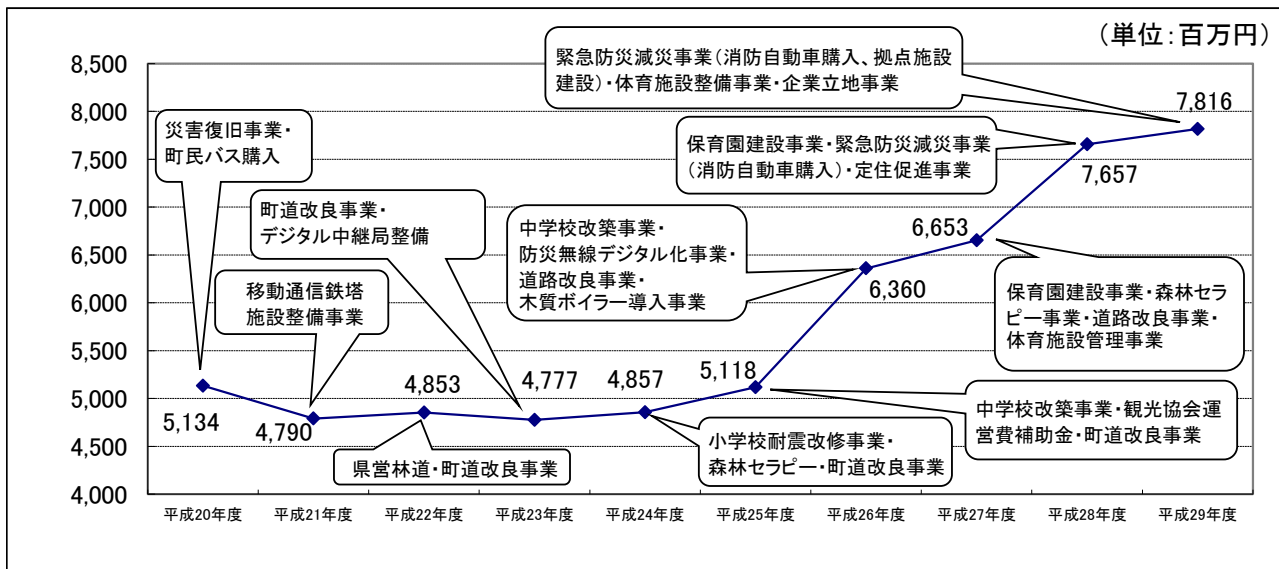 (単位:百万円)
8,500
8,000
7,500
7,000
6,500
6,000
5,500
5,000
4,500
4,000
災害復旧事業・
町民バス購入
移動通信鉄塔
施設整備事業
町道改良事業・
デジタル中継局整備
県営林道・町道改良事業
中学校改築事業・
防災無線デジタル化事業・
道路改良事業・
木質ボイラー導入事業
小学校耐震改修事業・
森林セラピー・町道改良事業
緊急防災減災事業(消防自動車購入、拠点施設
建設)・体育施設整備事業・企業立地事業
保育園建設事業・緊急防災減災事業
(消防自動車購入)・定住促進事業
保育園建設事業・森林セラ
ピー事業・道路改良事業・
体育施設管理事業
中学校改築事業・観光協会運
営費補助金・町道改良事業
5,134
4,790
4,853
4,777
4,857
5,118
6,360
6,653
7,657
7,816
平成20年度
平成21年度
平成22年度
平成23年度
平成24年度
平成25年度
平成26年度
平成27年度
平成28年度
平成29年度